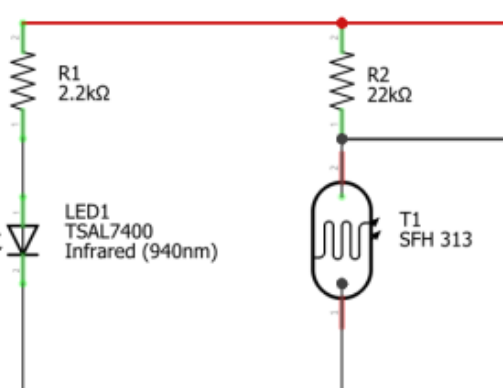 R1
2.2kΩ
R2
22kΩ
LED1
TSAL7400
Infrared (940nm)
T1
SFH 313